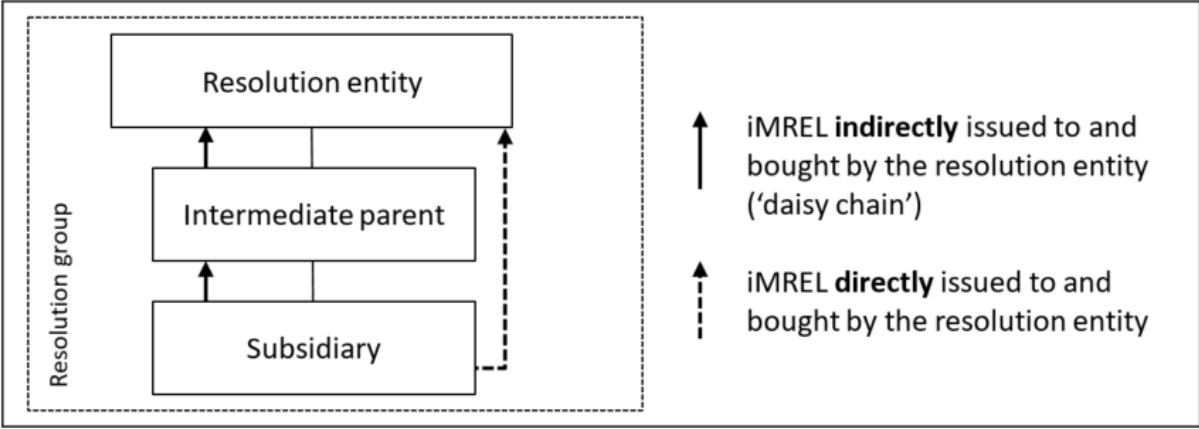 Resolution entity
Intermediate parent
Subsidiary
Resolution group
iMREL indirectly issued to and
bought by the resolution entity
(‘daisy chain’)
iMREL directly issued to and
bought by the resolution entity